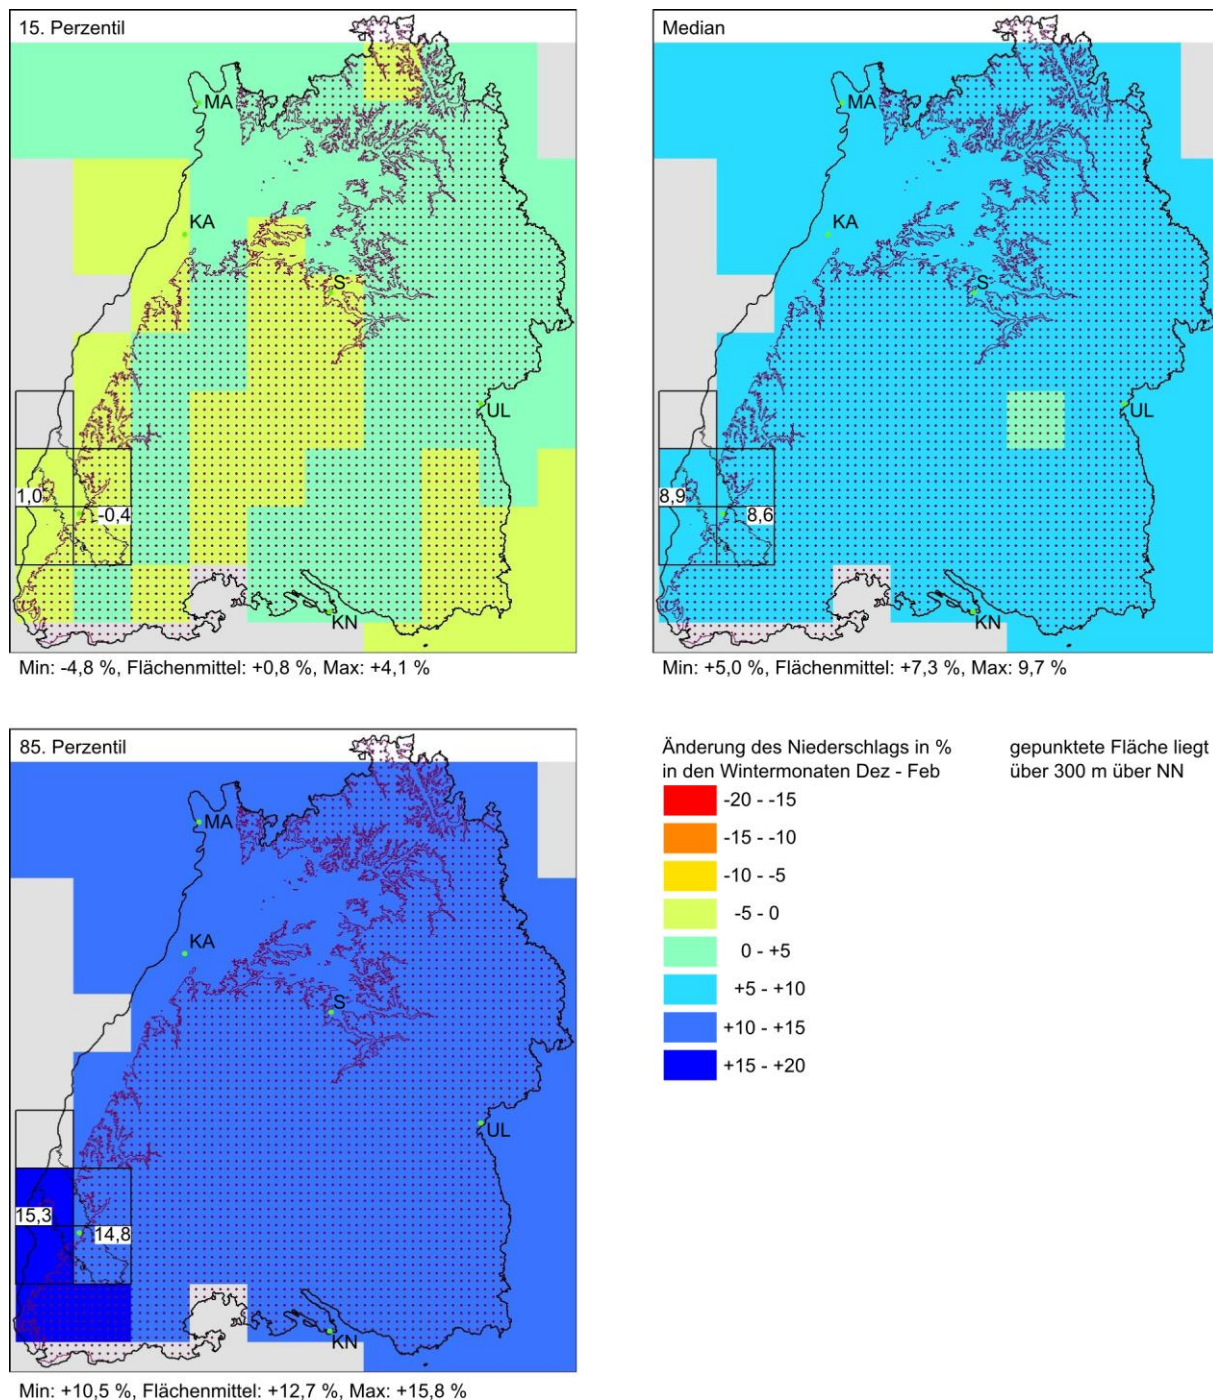 15. Perzentil
MA
KA
S
UL
1,0
-0,4
KN
Min: -4,8 %, Flächenmittel: +0,8 %, Max: +4,1 %
Median
MA
KA
S
UL
8,9
8,6
KN
Min: +5,0 %, Flächenmittel: +7,3 %, Max: 9,7 %
85. Perzentil
MA
KA
S
UL
15,3
14,8
KN
Min: +10,5 %, Flächenmittel: +12,7 %, Max: +15,8 %
Änderung des Niederschlags in %
in den Wintermonaten Dez - Feb
gepunktete Fläche liegt
über 300 m über NN
-20 - -15
-15 - -10
-10 - -5
-5 - 0
0 - +5
+5 - +10
+10 - +15
+15 - +20